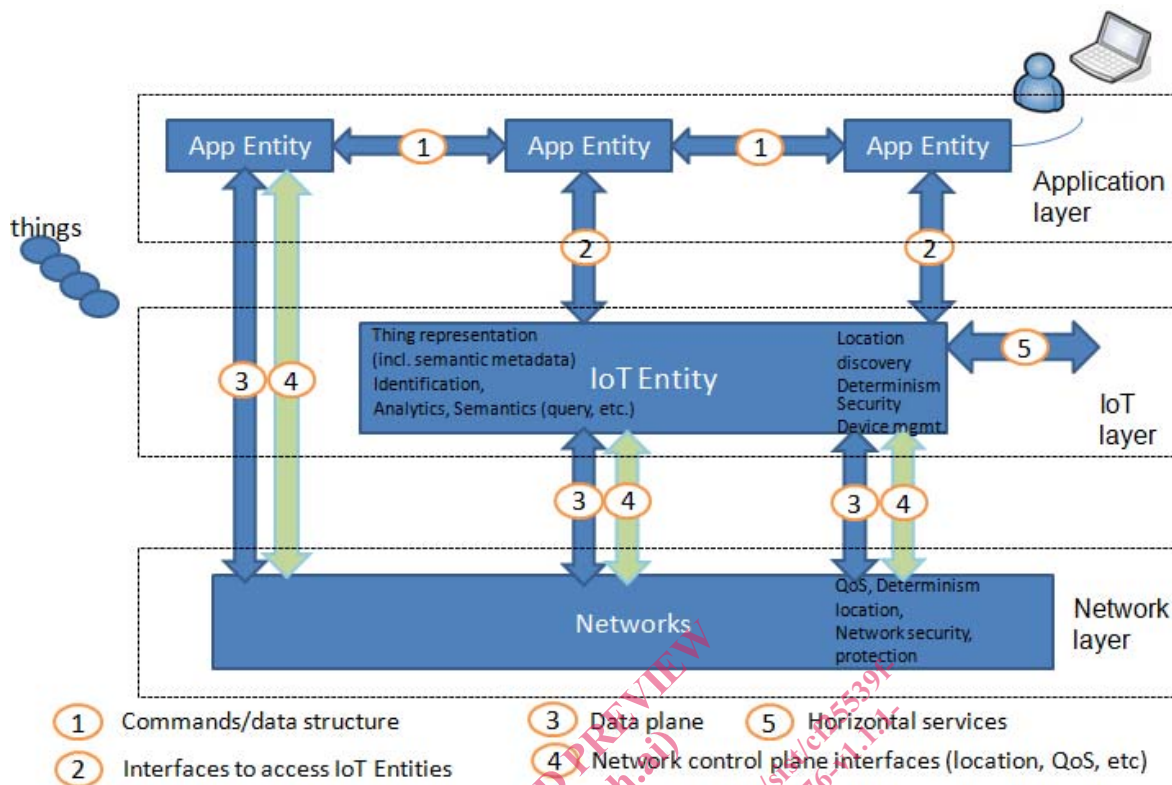 App Entity
1
App Entity
1
App Entity
Application
layer
things
2
2
Thing representation
(incl. semantic metadata)
Identification,
Analytics, Semantics (query, etc.)
IoT Entity
Location
discovery
Determinism
Security
Device mgmt.
5
3
4
IoT
layer
3
4
3
4
Networks
QoS, Determinism
location,
Network security,
protection
Network
layer
1 Commands/data structure
3 Data plane
5 Horizontal services
2 Interfaces to access IoT Entities
4 Network control plane interfaces (location, QoS, etc)
PREVIEW